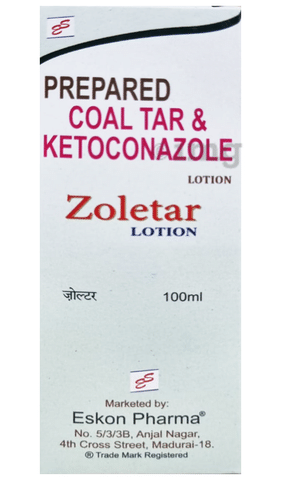 PREPARED
COAL TAR &
KETOCONAZOLE
LOTION
Zoletar
LOTION
ज़ोल्टर 100ml
Marketed by:
Eskon Pharma®
No. 5/3/3B, Anjal Nagar,
4th Cross Street, Madurai-18.
® Trade Mark Registered